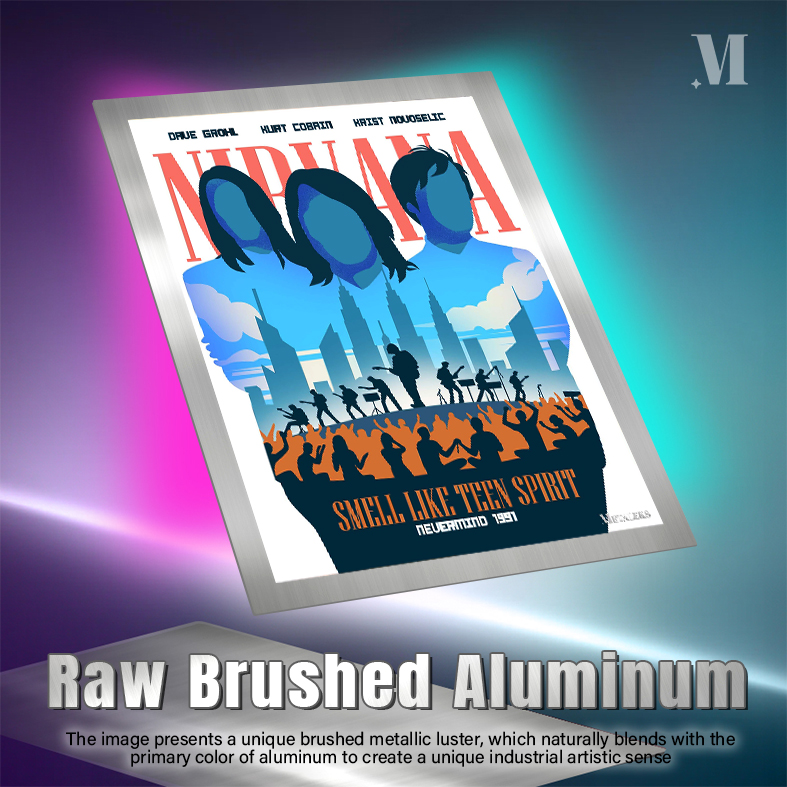 M
DAVE GROHL KURT COBAIN KRIST NOVOSELIC
NIRVANA
SMELL LIKE TEEN SPIRIT
NEVERMIND 1991
Raw Brushed Aluminum
The image presents a unique brushed metallic luster, which naturally blends with the
primary color of aluminum to create a unique industrial artistic sense